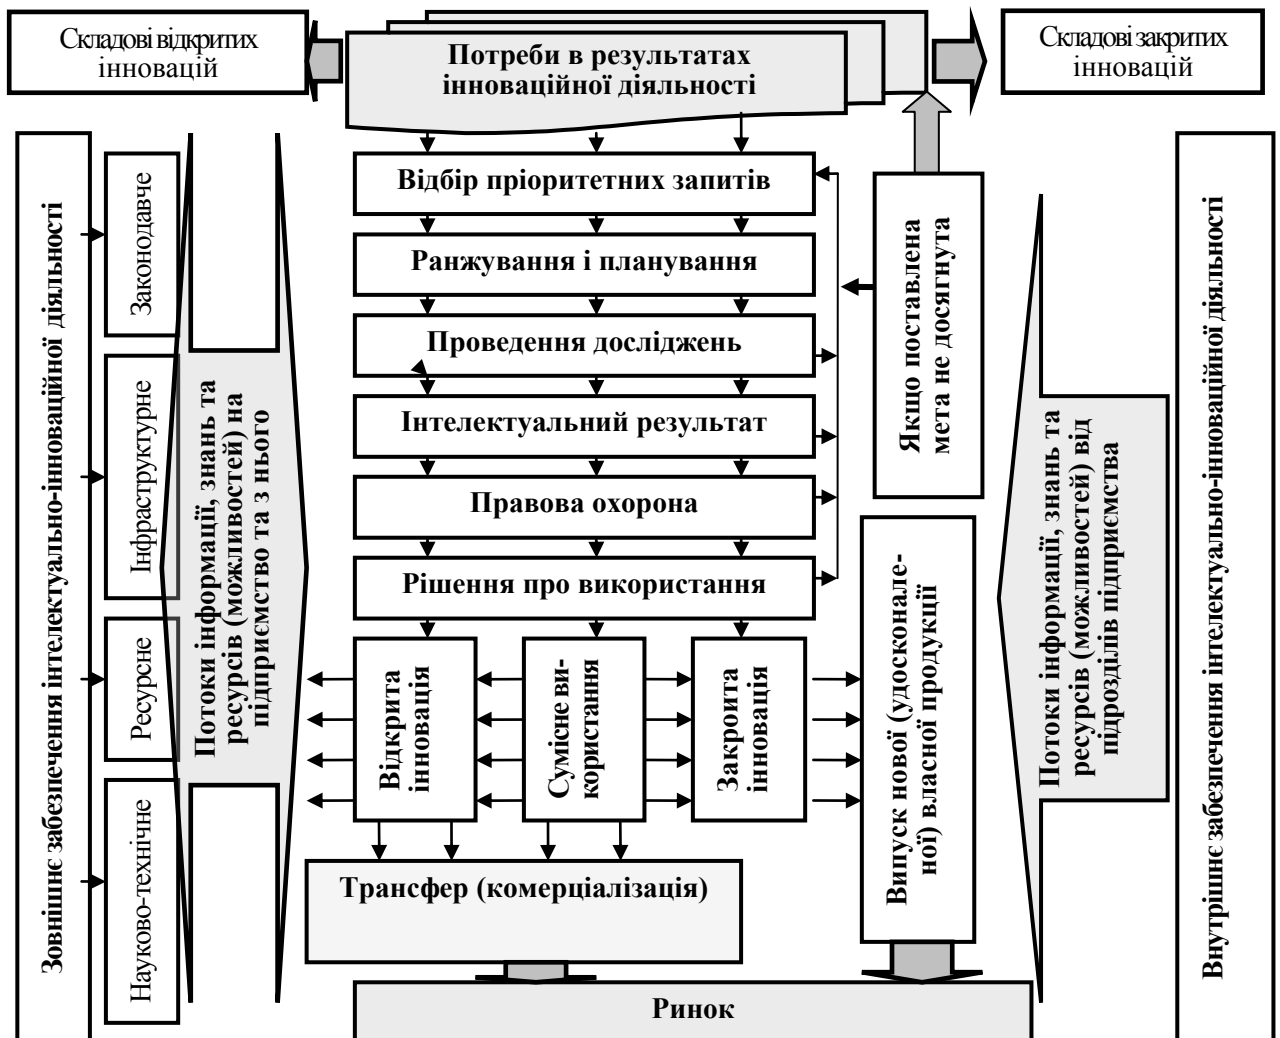 Складові відкритих
інновацій
Потреби в результатах
інноваційної діяльності
Складові закритих
інновацій
Зовнішнє забезпечення інтелектуально-інноваційної діяльності
Законодавче
Інфраструктурне
Ресурсне
Науково-технічне
Потоки інформації, знань та
ресурсів (можливостей) на
підприємство та з нього
Відбір пріоритетних запитів
Ранжування і планування
Проведення досліджень
Інтелектуальний результат
Правова охорона
Рішення про використання
Відкрита
інновація
Сумісне ви-
користання
Закроита
інновація
Трансфер (комерціалізація)
Ринок
Якщо поставлена
мета не досягнута
Випуск нової (удосконале-
ної) власної продукції
Потоки інформації, знань та
ресурсів (можливостей) від
підрозділів підприємства
Внутрішнє забезпечення інтелектуально-інноваційної діяльності